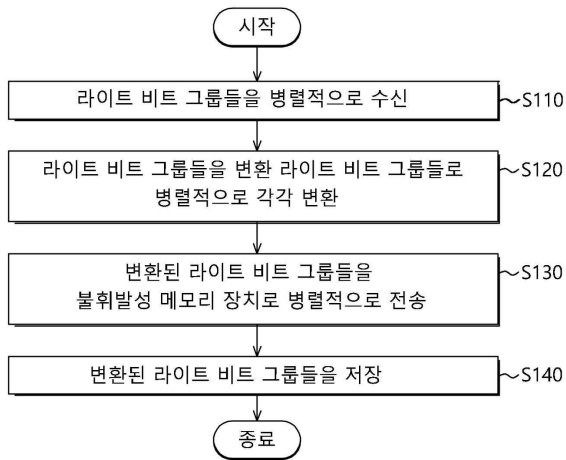 시작
라이트 비트 그룹들을 병렬적으로 수신
S110
라이트 비트 그룹들을 변환 라이트 비트 그룹들로
병렬적으로 각각 변환
S120
변환된 라이트 비트 그룹들을
불휘발성 메모리 장치로 병렬적으로 전송
S130
변환된 라이트 비트 그룹들을 저장
S140
종료